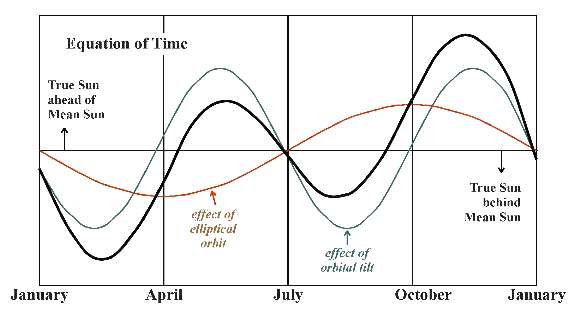 Equation of Time
True Sun
ahead of
Mean Sun
True Sun
behind
Mean Sun
effect of
elliptical
orbit
effect of
orbital tilt
January April July October January